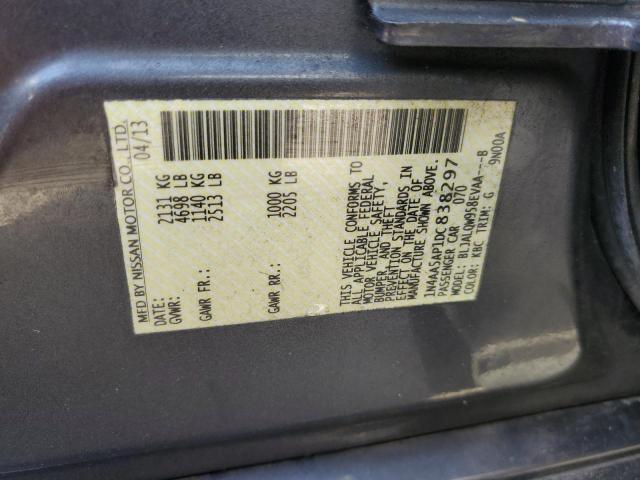 MFD BY NISSAN MOTOR CO., LTD.
DATE: 04/13
GVWR: 2131 KG
4698 LB
GAWR FR.: 1140 KG
2513 LB
GAWR RR.: 1000 KG
2205 LB
THIS VEHICLE CONFORMS TO
ALL APPLICABLE FEDERAL
MOTOR VEHICLE SAFETY,
BUMPER, AND THEFT
PREVENTION STANDARDS IN
EFFECT ON THE DATE OF
MANUFACTURE SHOWN ABOVE.
1N4AA5AP1DC838297
PASSENGER CAR 070
MODEL: BLJALQW958EVAA---B
COLOR: KBC TRIM: G 9N00A